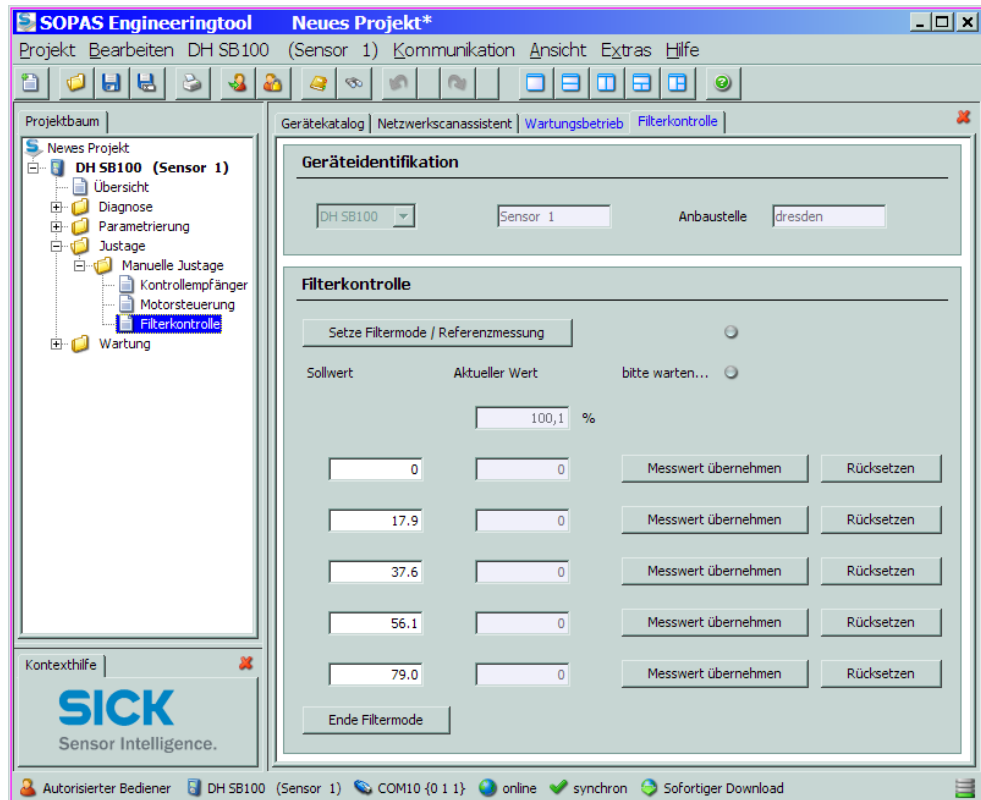 SOPAS Engineeringtool Neues Projekt*
Projekt Bearbeiten DH SB100 (Sensor 1) Kommunikation Ansicht Extras Hilfe
Projektbaum
Newes Projekt
DH SB100 (Sensor 1)
Übersicht
Diagnose
Parametrierung
Justage
Manuelle Justage
Kontrollempfänger
Motorsteuerung
Filterkontrolle
Wartung
Kontexthilfe
SICK
Sensor Intelligence.
Gerätekatalog Netzwerkscanassistent Wartungsbetrieb Filterkontrolle
Geräteidentifikation
DH SB100 Sensor 1 Anbaustelle dresden
Filterkontrolle
Setze Filtermode / Referenzmessung
Sollwert Aktueller Wert bitte warten...
100,1 %
0 0 Messwert übernehmen Rücksetzen
17.9 0 Messwert übernehmen Rücksetzen
37.6 0 Messwert übernehmen Rücksetzen
56.1 0 Messwert übernehmen Rücksetzen
79.0 0 Messwert übernehmen Rücksetzen
Ende Filtermode
Autorisierter Bediener DH SB100 (Sensor 1) COM10 {0 1 1} online synchron Sofortiger Download